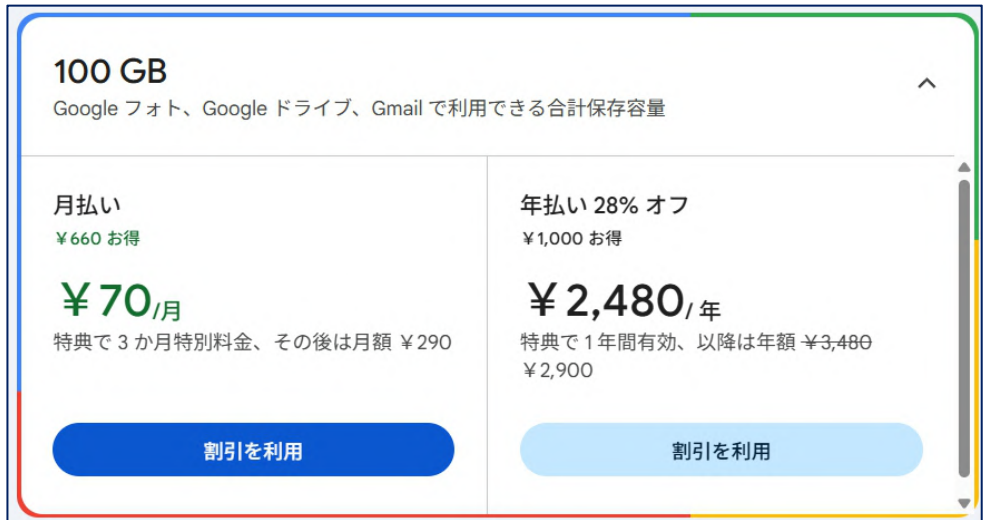 100 GB
Google フォト、Google ドライブ、Gmail で利用できる合計保存容量
月払い
￥660 お得
￥70/月
特典で 3 か月特別料金、その後は月額 ￥290
割引を利用
年払い 28% オフ
￥1,000 お得
￥2,480/ 年
特典で 1 年間有効、以降は年額 ￥3,480
￥2,900
割引を利用